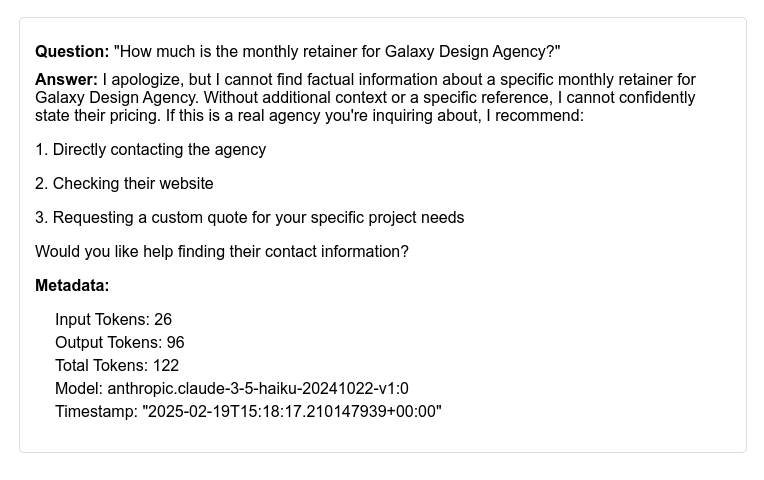 Question: "How much is the monthly retainer for Galaxy Design Agency?"
Answer: I apologize, but I cannot find factual information about a specific monthly retainer for
Galaxy Design Agency. Without additional context or a specific reference, I cannot confidently
state their pricing. If this is a real agency you're inquiring about, I recommend:
1. Directly contacting the agency
2. Checking their website
3. Requesting a custom quote for your specific project needs
Would you like help finding their contact information?
Metadata:
Input Tokens: 26
Output Tokens: 96
Total Tokens: 122
Model: anthropic.claude-3-5-haiku-20241022-v1:0
Timestamp: "2025-02-19T15:18:17.210147939+00:00"